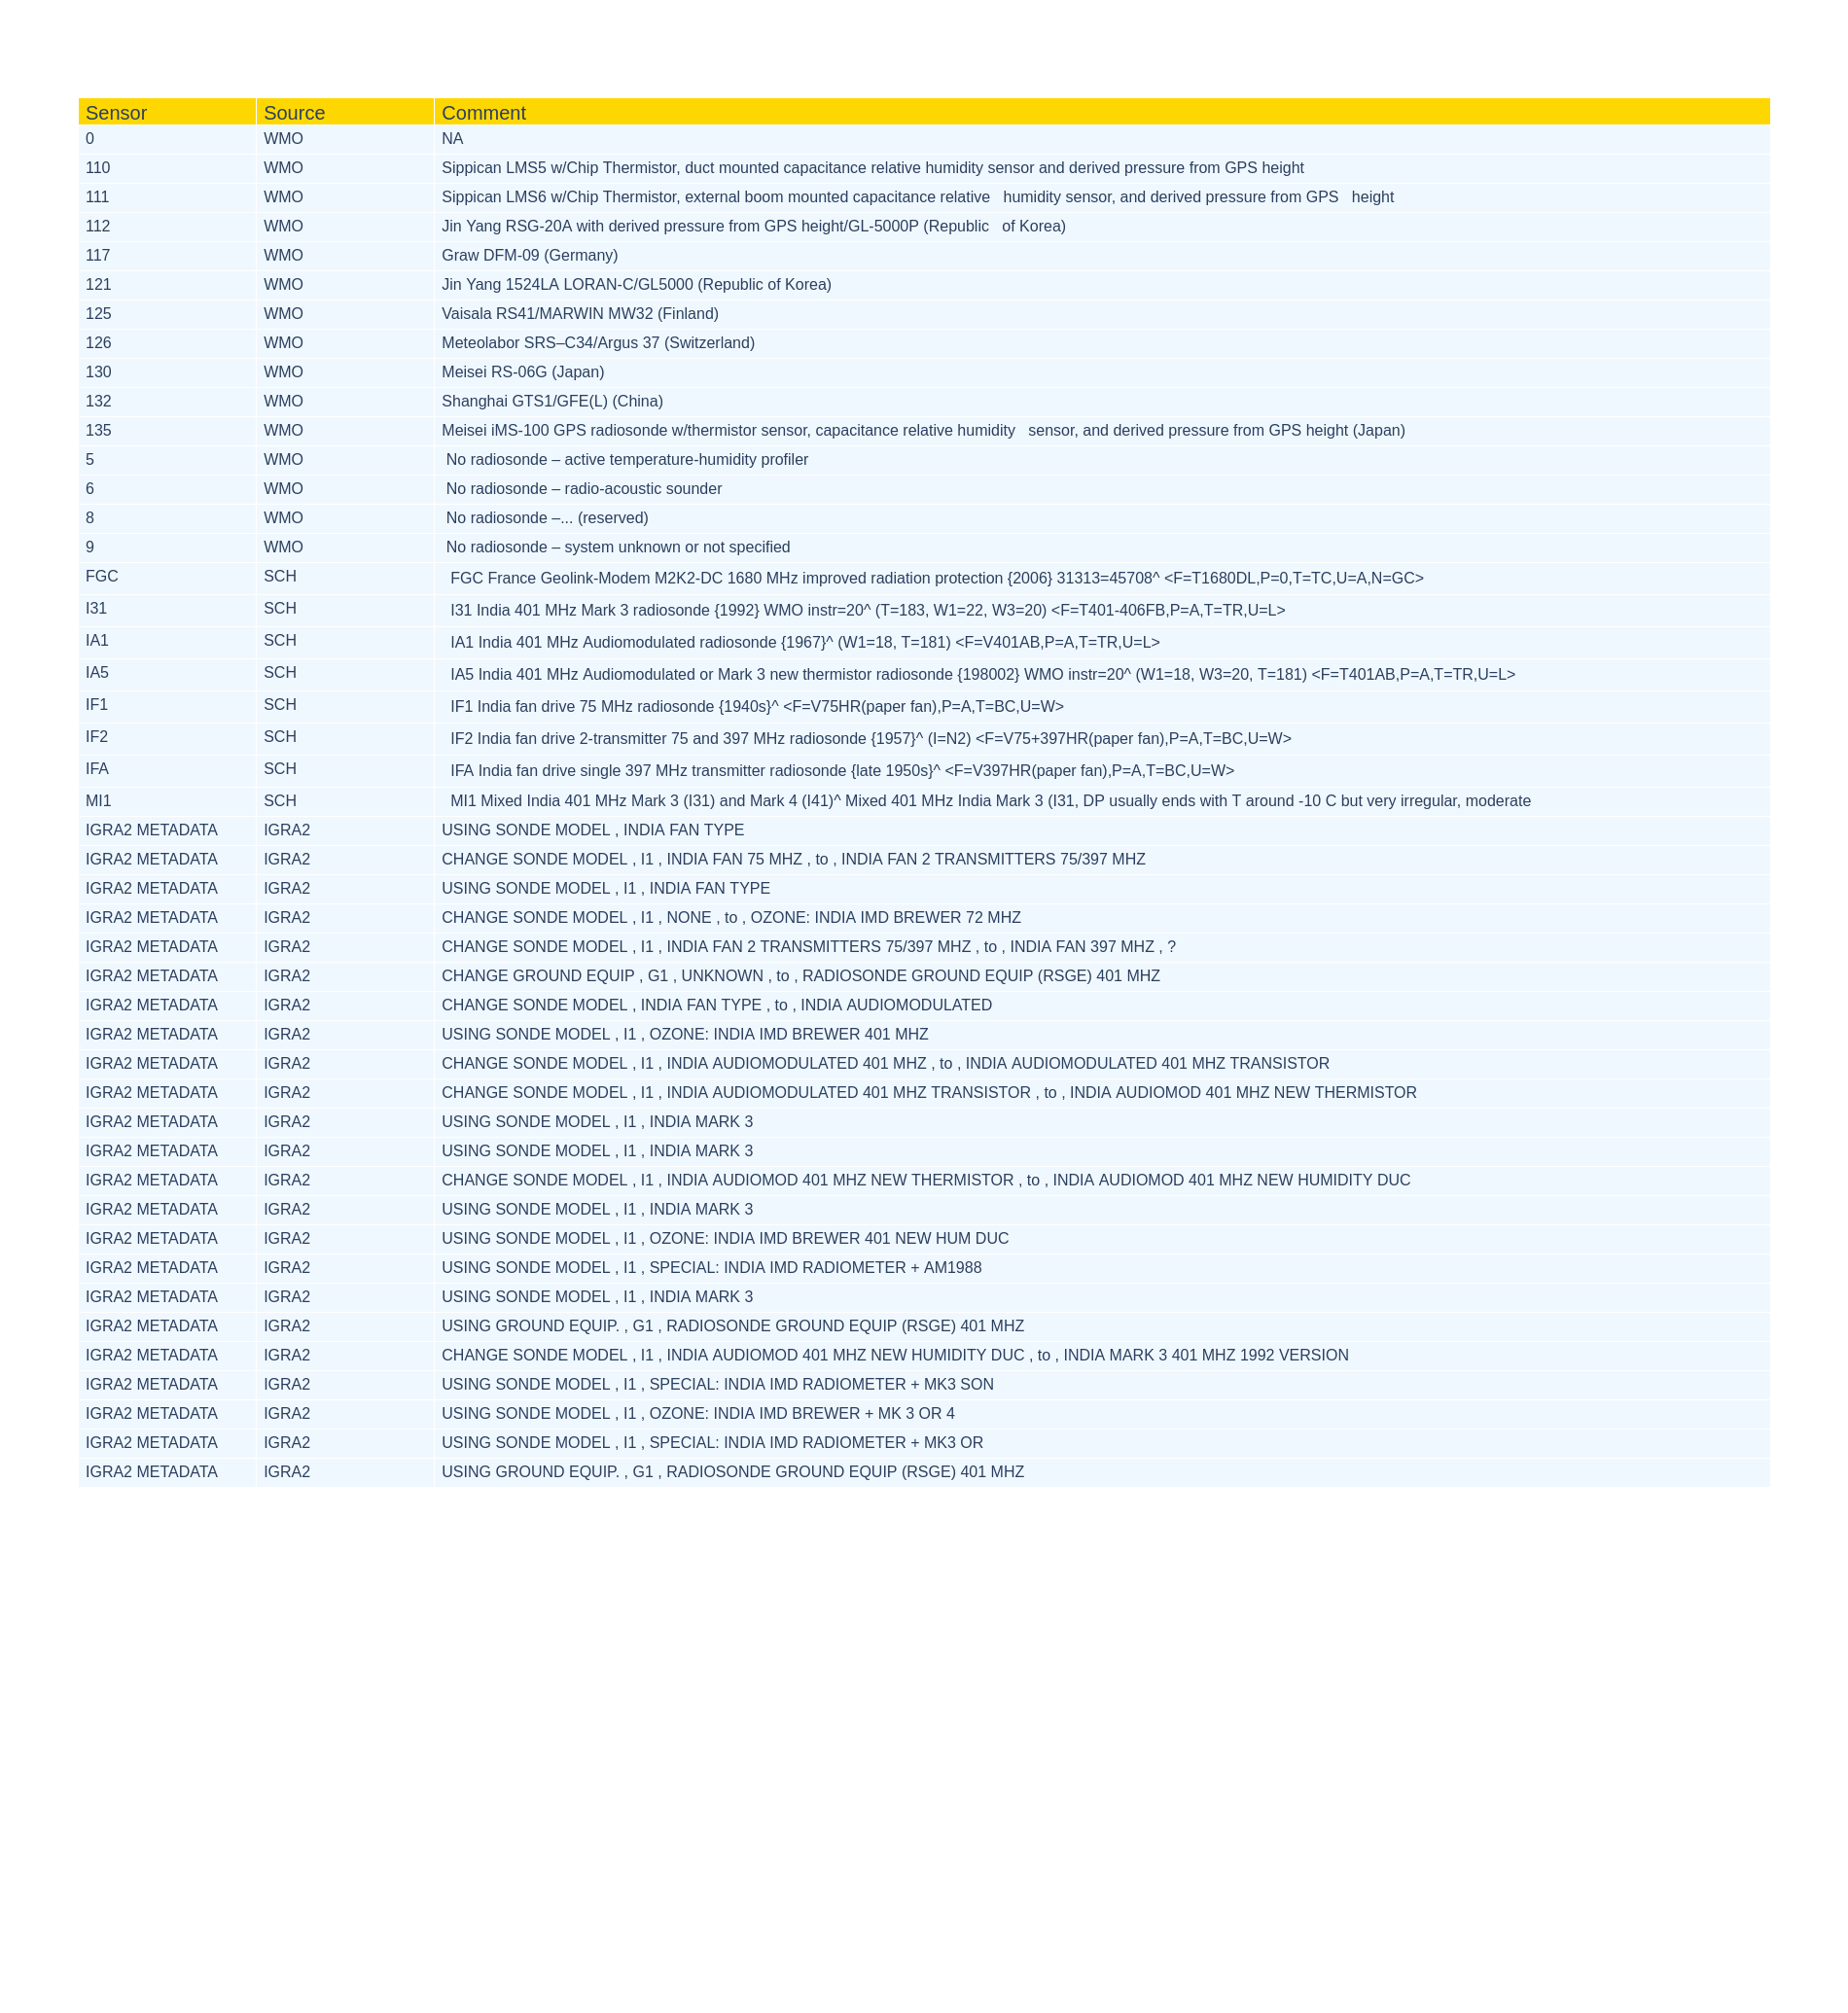 Sensor Source Comment
0 WMO NA
110 WMO Sippican LMS5 w/Chip Thermistor, duct mounted capacitance relative humidity sensor and derived pressure from GPS height
111 WMO Sippican LMS6 w/Chip Thermistor, external boom mounted capacitance relative   humidity sensor, and derived pressure from GPS   height
112 WMO Jin Yang RSG-20A with derived pressure from GPS height/GL-5000P (Republic   of Korea)
117 WMO Graw DFM-09 (Germany)
121 WMO Jin Yang 1524LA LORAN-C/GL5000 (Republic of Korea)
125 WMO Vaisala RS41/MARWIN MW32 (Finland)
126 WMO Meteolabor SRS–C34/Argus 37 (Switzerland)
130 WMO Meisei RS-06G (Japan)
132 WMO Shanghai GTS1/GFE(L) (China)
135 WMO Meisei iMS-100 GPS radiosonde w/thermistor sensor, capacitance relative humidity   sensor, and derived pressure from GPS height (Japan)
5 WMO No radiosonde – active temperature-humidity profiler
6 WMO No radiosonde – radio-acoustic sounder
8 WMO No radiosonde –... (reserved)
9 WMO No radiosonde – system unknown or not specified
FGC SCH FGC France Geolink-Modem M2K2-DC 1680 MHz improved radiation protection {2006} 31313=45708^ <F=T1680DL,P=0,T=TC,U=A,N=GC>
I31 SCH I31 India 401 MHz Mark 3 radiosonde {1992} WMO instr=20^ (T=183, W1=22, W3=20) <F=T401-406FB,P=A,T=TR,U=L>
IA1 SCH IA1 India 401 MHz Audiomodulated radiosonde {1967}^ (W1=18, T=181) <F=V401AB,P=A,T=TR,U=L>
IA5 SCH IA5 India 401 MHz Audiomodulated or Mark 3 new thermistor radiosonde {198002} WMO instr=20^ (W1=18, W3=20, T=181) <F=T401AB,P=A,T=TR,U=L>
IF1 SCH IF1 India fan drive 75 MHz radiosonde {1940s}^ <F=V75HR(paper fan),P=A,T=BC,U=W>
IF2 SCH IF2 India fan drive 2-transmitter 75 and 397 MHz radiosonde {1957}^ (I=N2) <F=V75+397HR(paper fan),P=A,T=BC,U=W>
IFA SCH IFA India fan drive single 397 MHz transmitter radiosonde {late 1950s}^ <F=V397HR(paper fan),P=A,T=BC,U=W>
MI1 SCH MI1 Mixed India 401 MHz Mark 3 (I31) and Mark 4 (I41)^ Mixed 401 MHz India Mark 3 (I31, DP usually ends with T around -10 C but very irregular, moderate
IGRA2 METADATA IGRA2 USING SONDE MODEL , INDIA FAN TYPE
IGRA2 METADATA IGRA2 CHANGE SONDE MODEL , I1 , INDIA FAN 75 MHZ , to , INDIA FAN 2 TRANSMITTERS 75/397 MHZ
IGRA2 METADATA IGRA2 USING SONDE MODEL , I1 , INDIA FAN TYPE
IGRA2 METADATA IGRA2 CHANGE SONDE MODEL , I1 , NONE , to , OZONE: INDIA IMD BREWER 72 MHZ
IGRA2 METADATA IGRA2 CHANGE SONDE MODEL , I1 , INDIA FAN 2 TRANSMITTERS 75/397 MHZ , to , INDIA FAN 397 MHZ , ?
IGRA2 METADATA IGRA2 CHANGE GROUND EQUIP , G1 , UNKNOWN , to , RADIOSONDE GROUND EQUIP (RSGE) 401 MHZ
IGRA2 METADATA IGRA2 CHANGE SONDE MODEL , INDIA FAN TYPE , to , INDIA AUDIOMODULATED
IGRA2 METADATA IGRA2 USING SONDE MODEL , I1 , OZONE: INDIA IMD BREWER 401 MHZ
IGRA2 METADATA IGRA2 CHANGE SONDE MODEL , I1 , INDIA AUDIOMODULATED 401 MHZ , to , INDIA AUDIOMODULATED 401 MHZ TRANSISTOR
IGRA2 METADATA IGRA2 CHANGE SONDE MODEL , I1 , INDIA AUDIOMODULATED 401 MHZ TRANSISTOR , to , INDIA AUDIOMOD 401 MHZ NEW THERMISTOR
IGRA2 METADATA IGRA2 USING SONDE MODEL , I1 , INDIA MARK 3
IGRA2 METADATA IGRA2 USING SONDE MODEL , I1 , INDIA MARK 3
IGRA2 METADATA IGRA2 CHANGE SONDE MODEL , I1 , INDIA AUDIOMOD 401 MHZ NEW THERMISTOR , to , INDIA AUDIOMOD 401 MHZ NEW HUMIDITY DUC
IGRA2 METADATA IGRA2 USING SONDE MODEL , I1 , INDIA MARK 3
IGRA2 METADATA IGRA2 USING SONDE MODEL , I1 , OZONE: INDIA IMD BREWER 401 NEW HUM DUC
IGRA2 METADATA IGRA2 USING SONDE MODEL , I1 , SPECIAL: INDIA IMD RADIOMETER + AM1988
IGRA2 METADATA IGRA2 USING SONDE MODEL , I1 , INDIA MARK 3
IGRA2 METADATA IGRA2 USING GROUND EQUIP. , G1 , RADIOSONDE GROUND EQUIP (RSGE) 401 MHZ
IGRA2 METADATA IGRA2 CHANGE SONDE MODEL , I1 , INDIA AUDIOMOD 401 MHZ NEW HUMIDITY DUC , to , INDIA MARK 3 401 MHZ 1992 VERSION
IGRA2 METADATA IGRA2 USING SONDE MODEL , I1 , SPECIAL: INDIA IMD RADIOMETER + MK3 SON
IGRA2 METADATA IGRA2 USING SONDE MODEL , I1 , OZONE: INDIA IMD BREWER + MK 3 OR 4
IGRA2 METADATA IGRA2 USING SONDE MODEL , I1 , SPECIAL: INDIA IMD RADIOMETER + MK3 OR
IGRA2 METADATA IGRA2 USING GROUND EQUIP. , G1 , RADIOSONDE GROUND EQUIP (RSGE) 401 MHZ